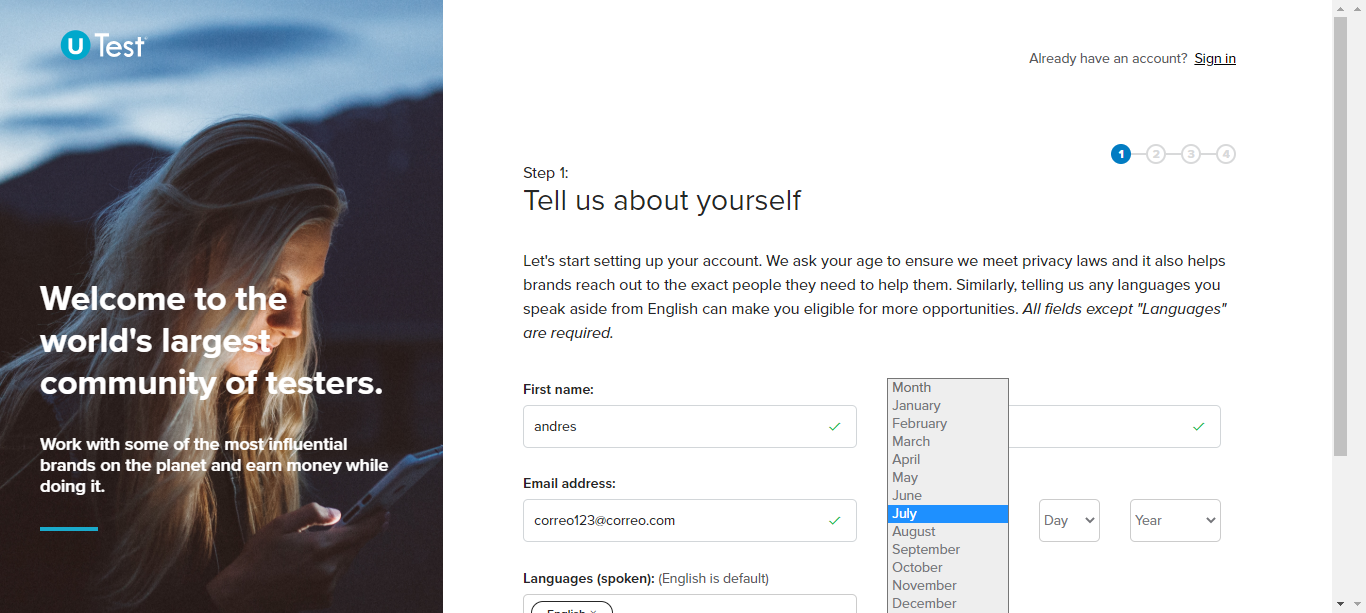 U Test
Welcome to the
world's largest
community of testers.
Work with some of the most influential
brands on the planet and earn money while
doing it.
Already have an account? Sign in
1 2 3 4
Step 1:
Tell us about yourself
Let's start setting up your account. We ask your age to ensure we meet privacy laws and it also helps
brands reach out to the exact people they need to help them. Similarly, telling us any languages you
speak aside from English can make you eligible for more opportunities. All fields except "Languages"
are required.
First name:
andres
Email address:
correo123@correo.com
Languages (spoken): (English is default)
English ×
Month
January
February
March
April
May
June
July
August
September
October
November
December
Day
Year